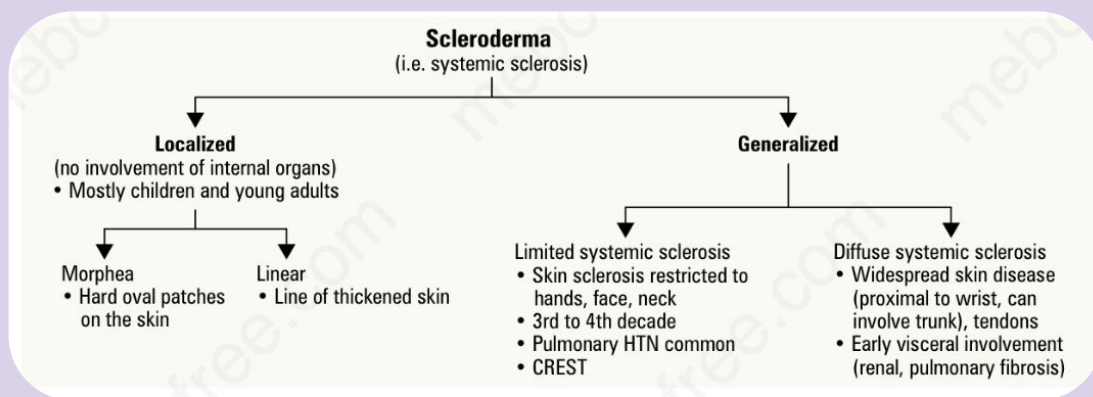 Scleroderma
(i.e. systemic sclerosis)
Localized
(no involvement of internal organs)
• Mostly children and young adults
Morphea
• Hard oval patches
on the skin
Linear
• Line of thickened skin
Generalized
Limited systemic sclerosis
• Skin sclerosis restricted to
hands, face, neck
• 3rd to 4th decade
• Pulmonary HTN common
• CREST
Diffuse systemic sclerosis
• Widespread skin disease
(proximal to wrist, can
involve trunk), tendons
• Early visceral involvement
(renal, pulmonary fibrosis)